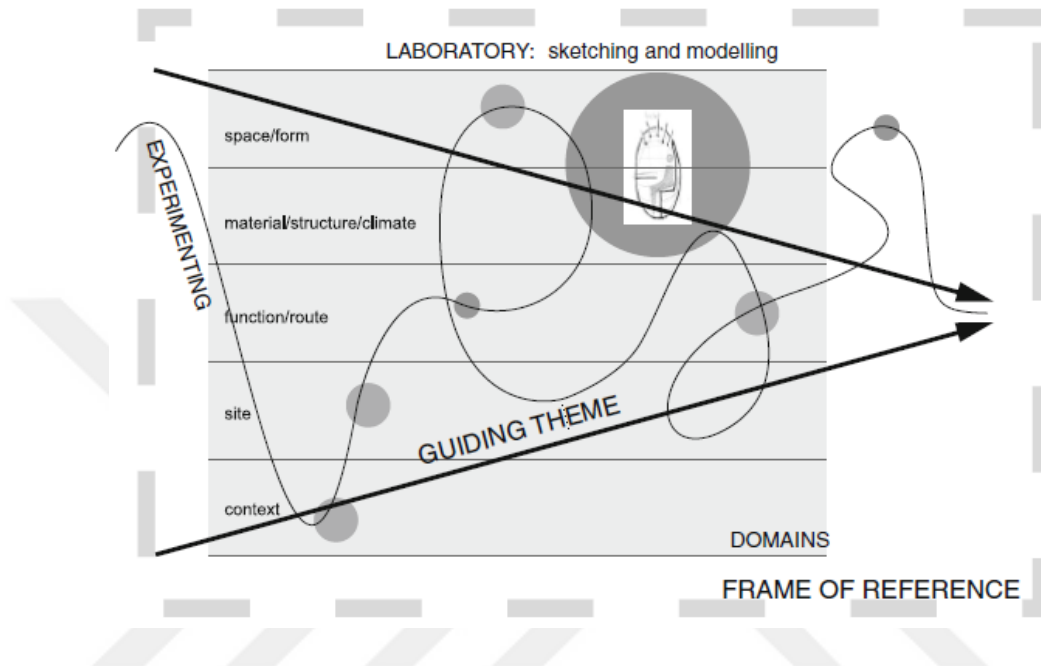 LABORATORY: sketching and modelling
space/form
EXPERIMENTING
material/structure/climate
function/route
site
GUIDING THEME
context
DOMAINS
FRAME OF REFERENCE